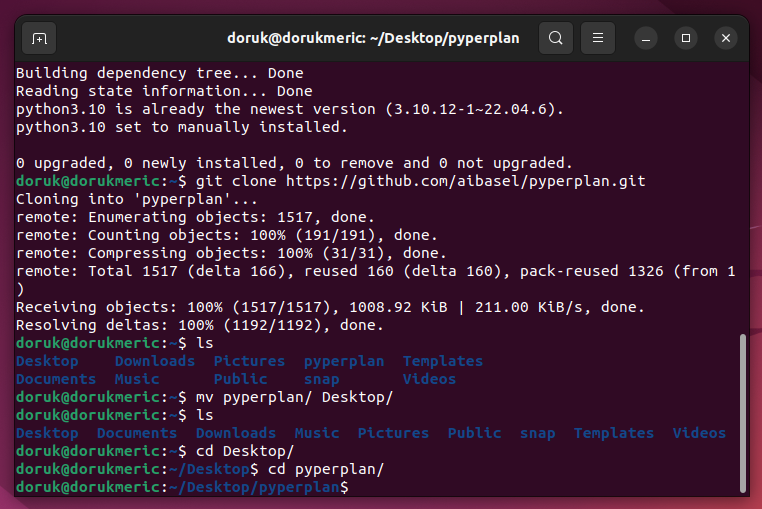 doruk@dorukmeric: ~/Desktop/pyperplan
Building dependency tree... Done
Reading state information... Done
python3.10 is already the newest version (3.10.12-1~22.04.6).
python3.10 set to manually installed.
0 upgraded, 0 newly installed, 0 to remove and 0 not upgraded.
doruk@dorukmeric:~$ git clone https://github.com/aibasel/pyperplan.git
Cloning into 'pyperplan'...
remote: Enumerating objects: 1517, done.
remote: Counting objects: 100% (191/191), done.
remote: Compressing objects: 100% (31/31), done.
remote: Total 1517 (delta 166), reused 160 (delta 160), pack-reused 1326 (from 1
)
Receiving objects: 100% (1517/1517), 1008.92 KiB | 211.00 KiB/s, done.
Resolving deltas: 100% (1192/1192), done.
doruk@dorukmeric:~$ ls
Desktop    Downloads  Pictures  pyperplan  Templates
Documents  Music      Public    snap       Videos
doruk@dorukmeric:~$ mv pyperplan/ Desktop/
doruk@dorukmeric:~$ ls
Desktop  Documents  Downloads  Music  Pictures  Public  snap  Templates  Videos
doruk@dorukmeric:~$ cd Desktop/
doruk@dorukmeric:~/Desktop$ cd pyperplan/
doruk@dorukmeric:~/Desktop/pyperplan$